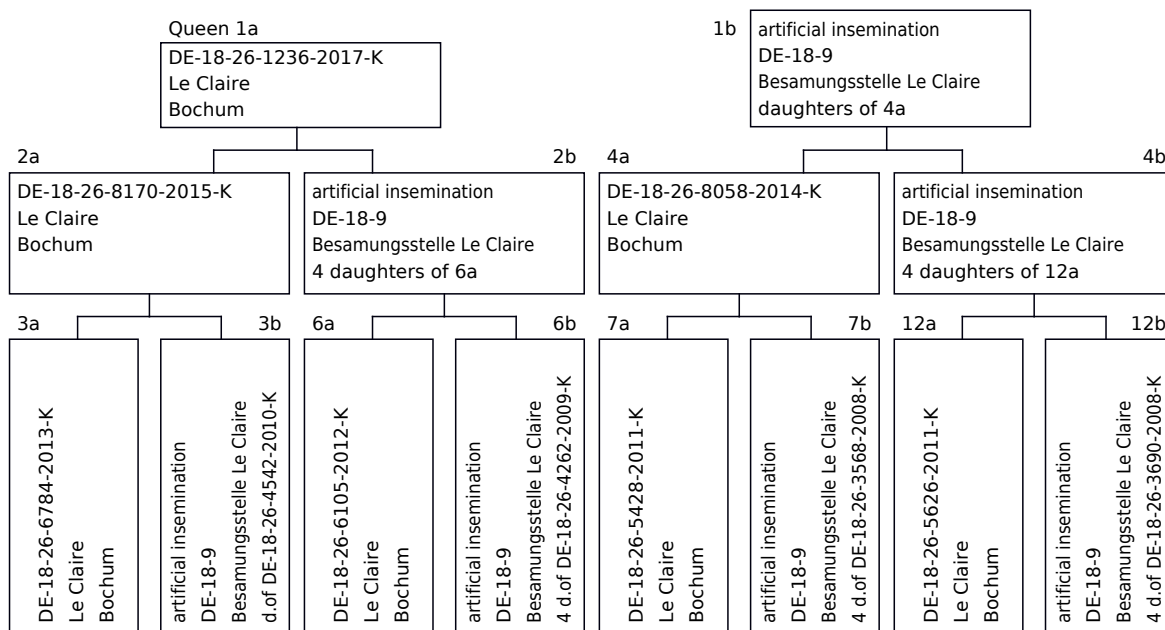 Queen 1a
DE-18-26-1236-2017-K
Le Claire
Bochum
1b
artificial insemination
DE-18-9
Besamungsstelle Le Claire
daughters of 4a
2a
DE-18-26-8170-2015-K
Le Claire
Bochum
2b
artificial insemination
DE-18-9
Besamungsstelle Le Claire
4 daughters of 6a
4a
DE-18-26-8058-2014-K
Le Claire
Bochum
4b
artificial insemination
DE-18-9
Besamungsstelle Le Claire
4 daughters of 12a
3a
DE-18-26-6784-2013-K
Le Claire
Bochum
3b
artificial insemination
DE-18-9
Besamungsstelle Le Claire
d.of DE-18-26-4542-2010-K
6a
DE-18-26-6105-2012-K
Le Claire
Bochum
6b
artificial insemination
DE-18-9
Besamungsstelle Le Claire
4 d.of DE-18-26-4262-2009-K
7a
DE-18-26-5428-2011-K
Le Claire
Bochum
7b
artificial insemination
DE-18-9
Besamungsstelle Le Claire
4 d.of DE-18-26-3568-2008-K
12a
DE-18-26-5626-2011-K
Le Claire
Bochum
12b
artificial insemination
DE-18-9
Besamungsstelle Le Claire
4 d.of DE-18-26-3690-2008-K